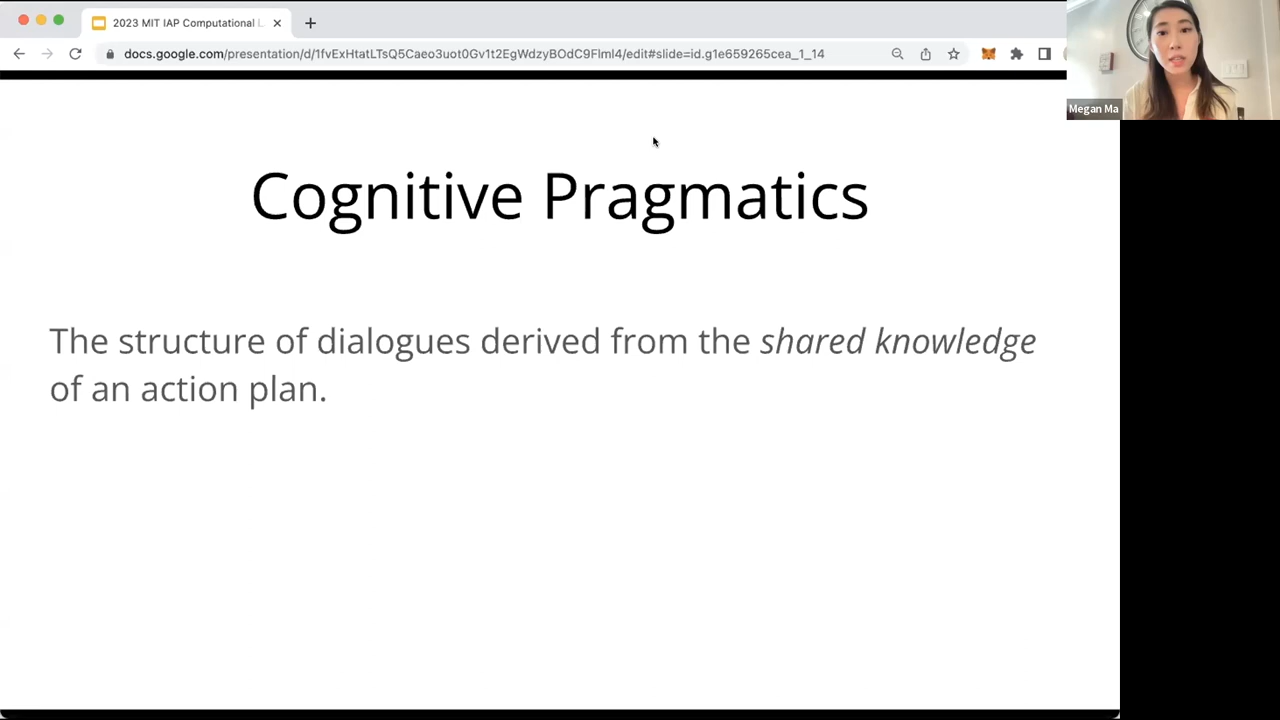 2023 MIT IAP Computational L
docs.google.com/presentation/d/1fvExHtatLTsQ5Caeo3uot0Gv1t2EgWdzyBOdC9Flml4/edit#slide=id.g1e659265cea_1_14
Megan Ma
Cognitive Pragmatics
The structure of dialogues derived from the shared knowledge
of an action plan.